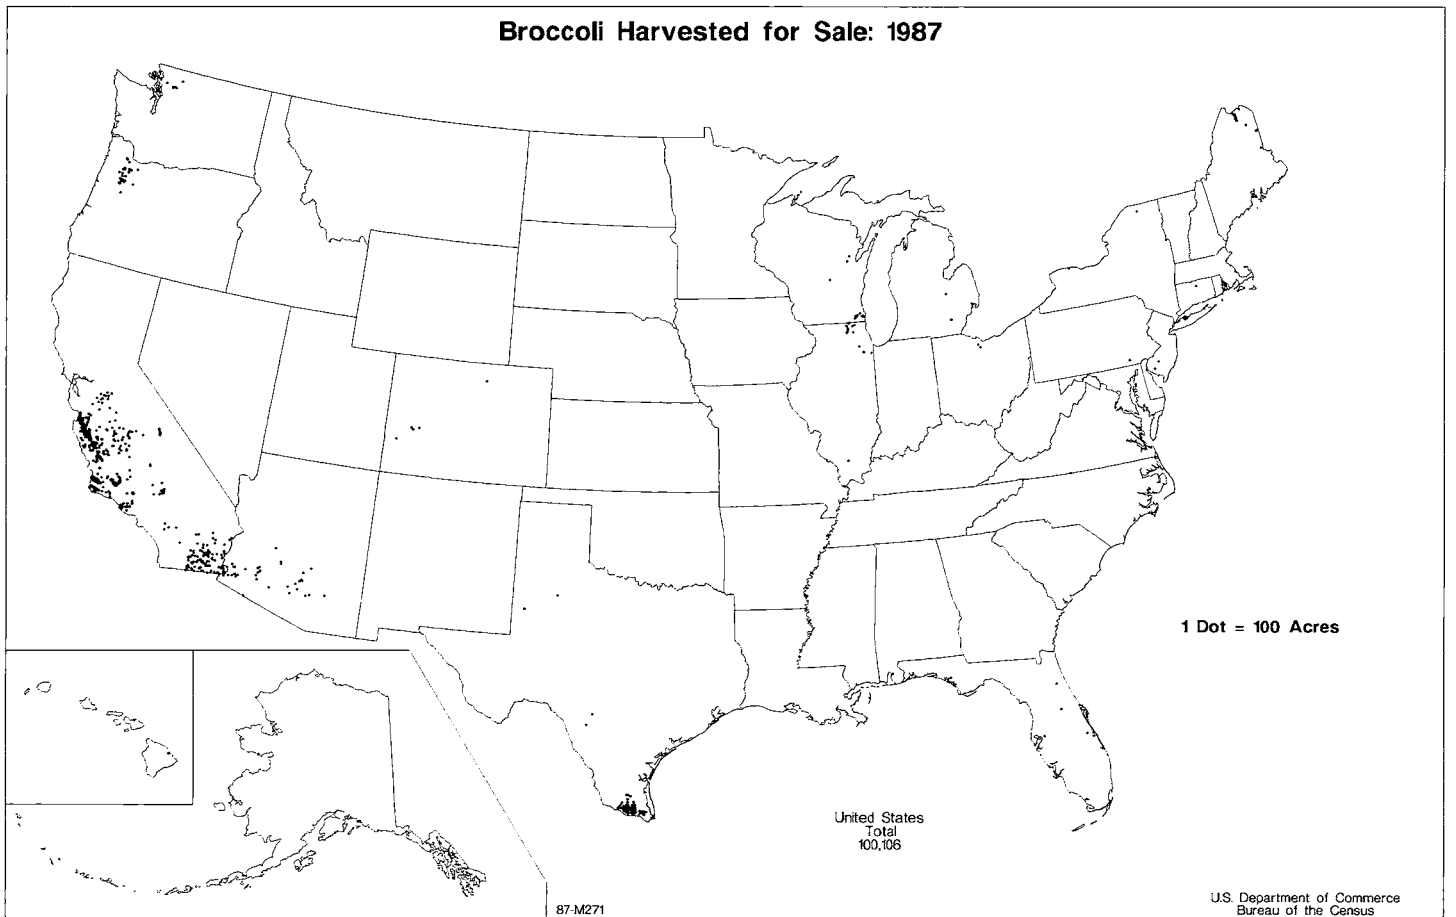 Broccoli Harvested for Sale: 1987
1 Dot = 100 Acres
United States
Total
100,106
87-M271
U.S. Department of Commerce
Bureau of the Census